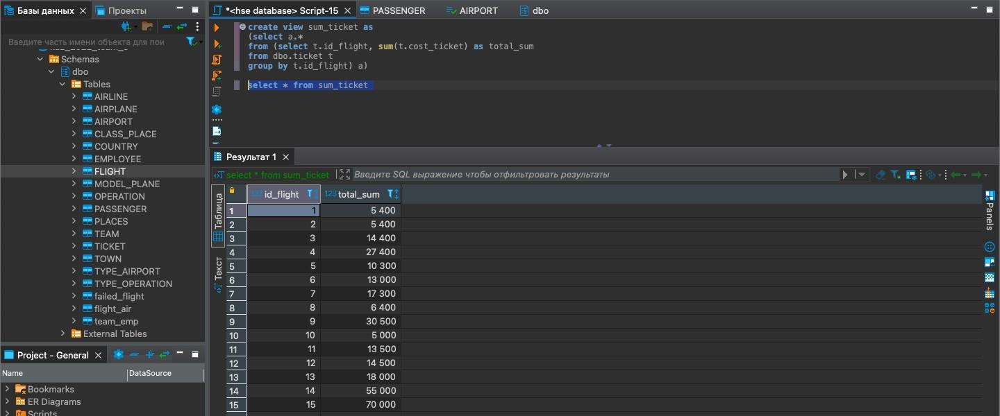 Базы данных
Проекты
Введите часть имени объекта для пои
Schemas
dbo
Tables
AIRLINE
AIRPLANE
AIRPORT
CLASS_PLACE
COUNTRY
EMPLOYEE
FLIGHT
MODEL_PLANE
OPERATION
PASSENGER
PLACES
TEAM
TICKET
TOWN
TYPE_AIRPORT
TYPE_OPERATION
failed_flight
flight_air
team_emp
External Tables
Project - General
Name DataSource
Bookmarks
ER Diagrams
Scripts
*<hse database> Script-15 PASSENGER AIRPORT dbo
create view sum_ticket as
(select a.*
from (select t.id_flight, sum(t.cost_ticket) as total_sum
from dbo.ticket t
group by t.id_flight) a)
select * from sum_ticket
Результат 1
select * from sum_ticket Введите SQL выражение чтобы отфильтровать результаты
Таблица
Текст
Panels
123 id_flight 123 total_sum
1 1 5 400
2 2 5 400
3 3 14 400
4 4 27 400
5 5 10 300
6 6 13 000
7 7 17 300
8 8 6 400
9 9 30 500
10 10 5 000
11 11 13 500
12 12 14 500
13 13 18 000
14 14 55 000
15 15 70 000